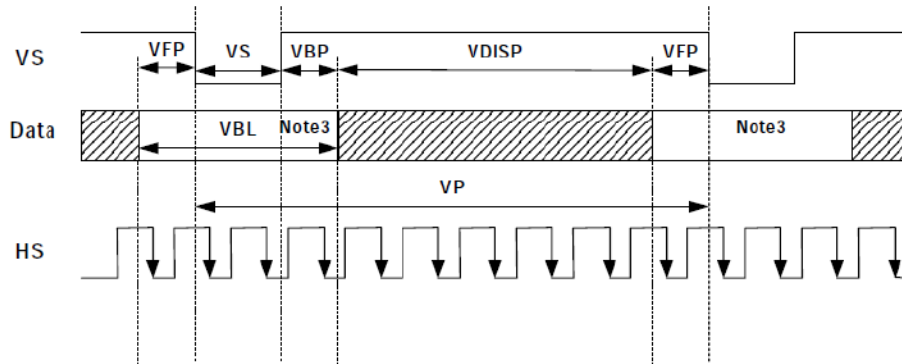 VS
VFP
VS
VBP
VDISP
VFP
Data
VBL
Note3
Note3
VP
HS